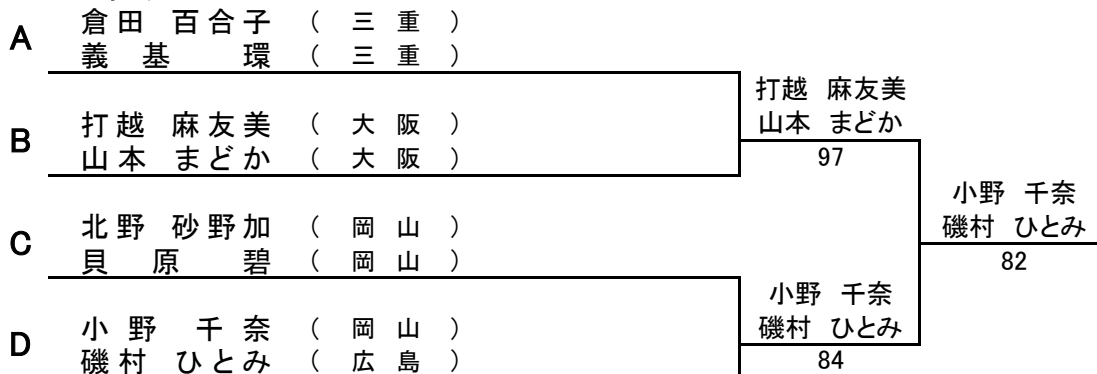 A
倉田 百合子 ( 三 重 )
義 基 環 ( 三 重 )
B
打越 麻友美 ( 大 阪 )
山本 まどか ( 大 阪 )
C
北野 砂野加 ( 岡 山 )
貝 原 碧 ( 岡 山 )
D
小 野 千 奈 ( 岡 山 )
磯村 ひとみ ( 広 島 )
打越 麻友美
山本 まどか
97
小野 千奈
磯村 ひとみ
84
小野 千奈
磯村 ひとみ
82